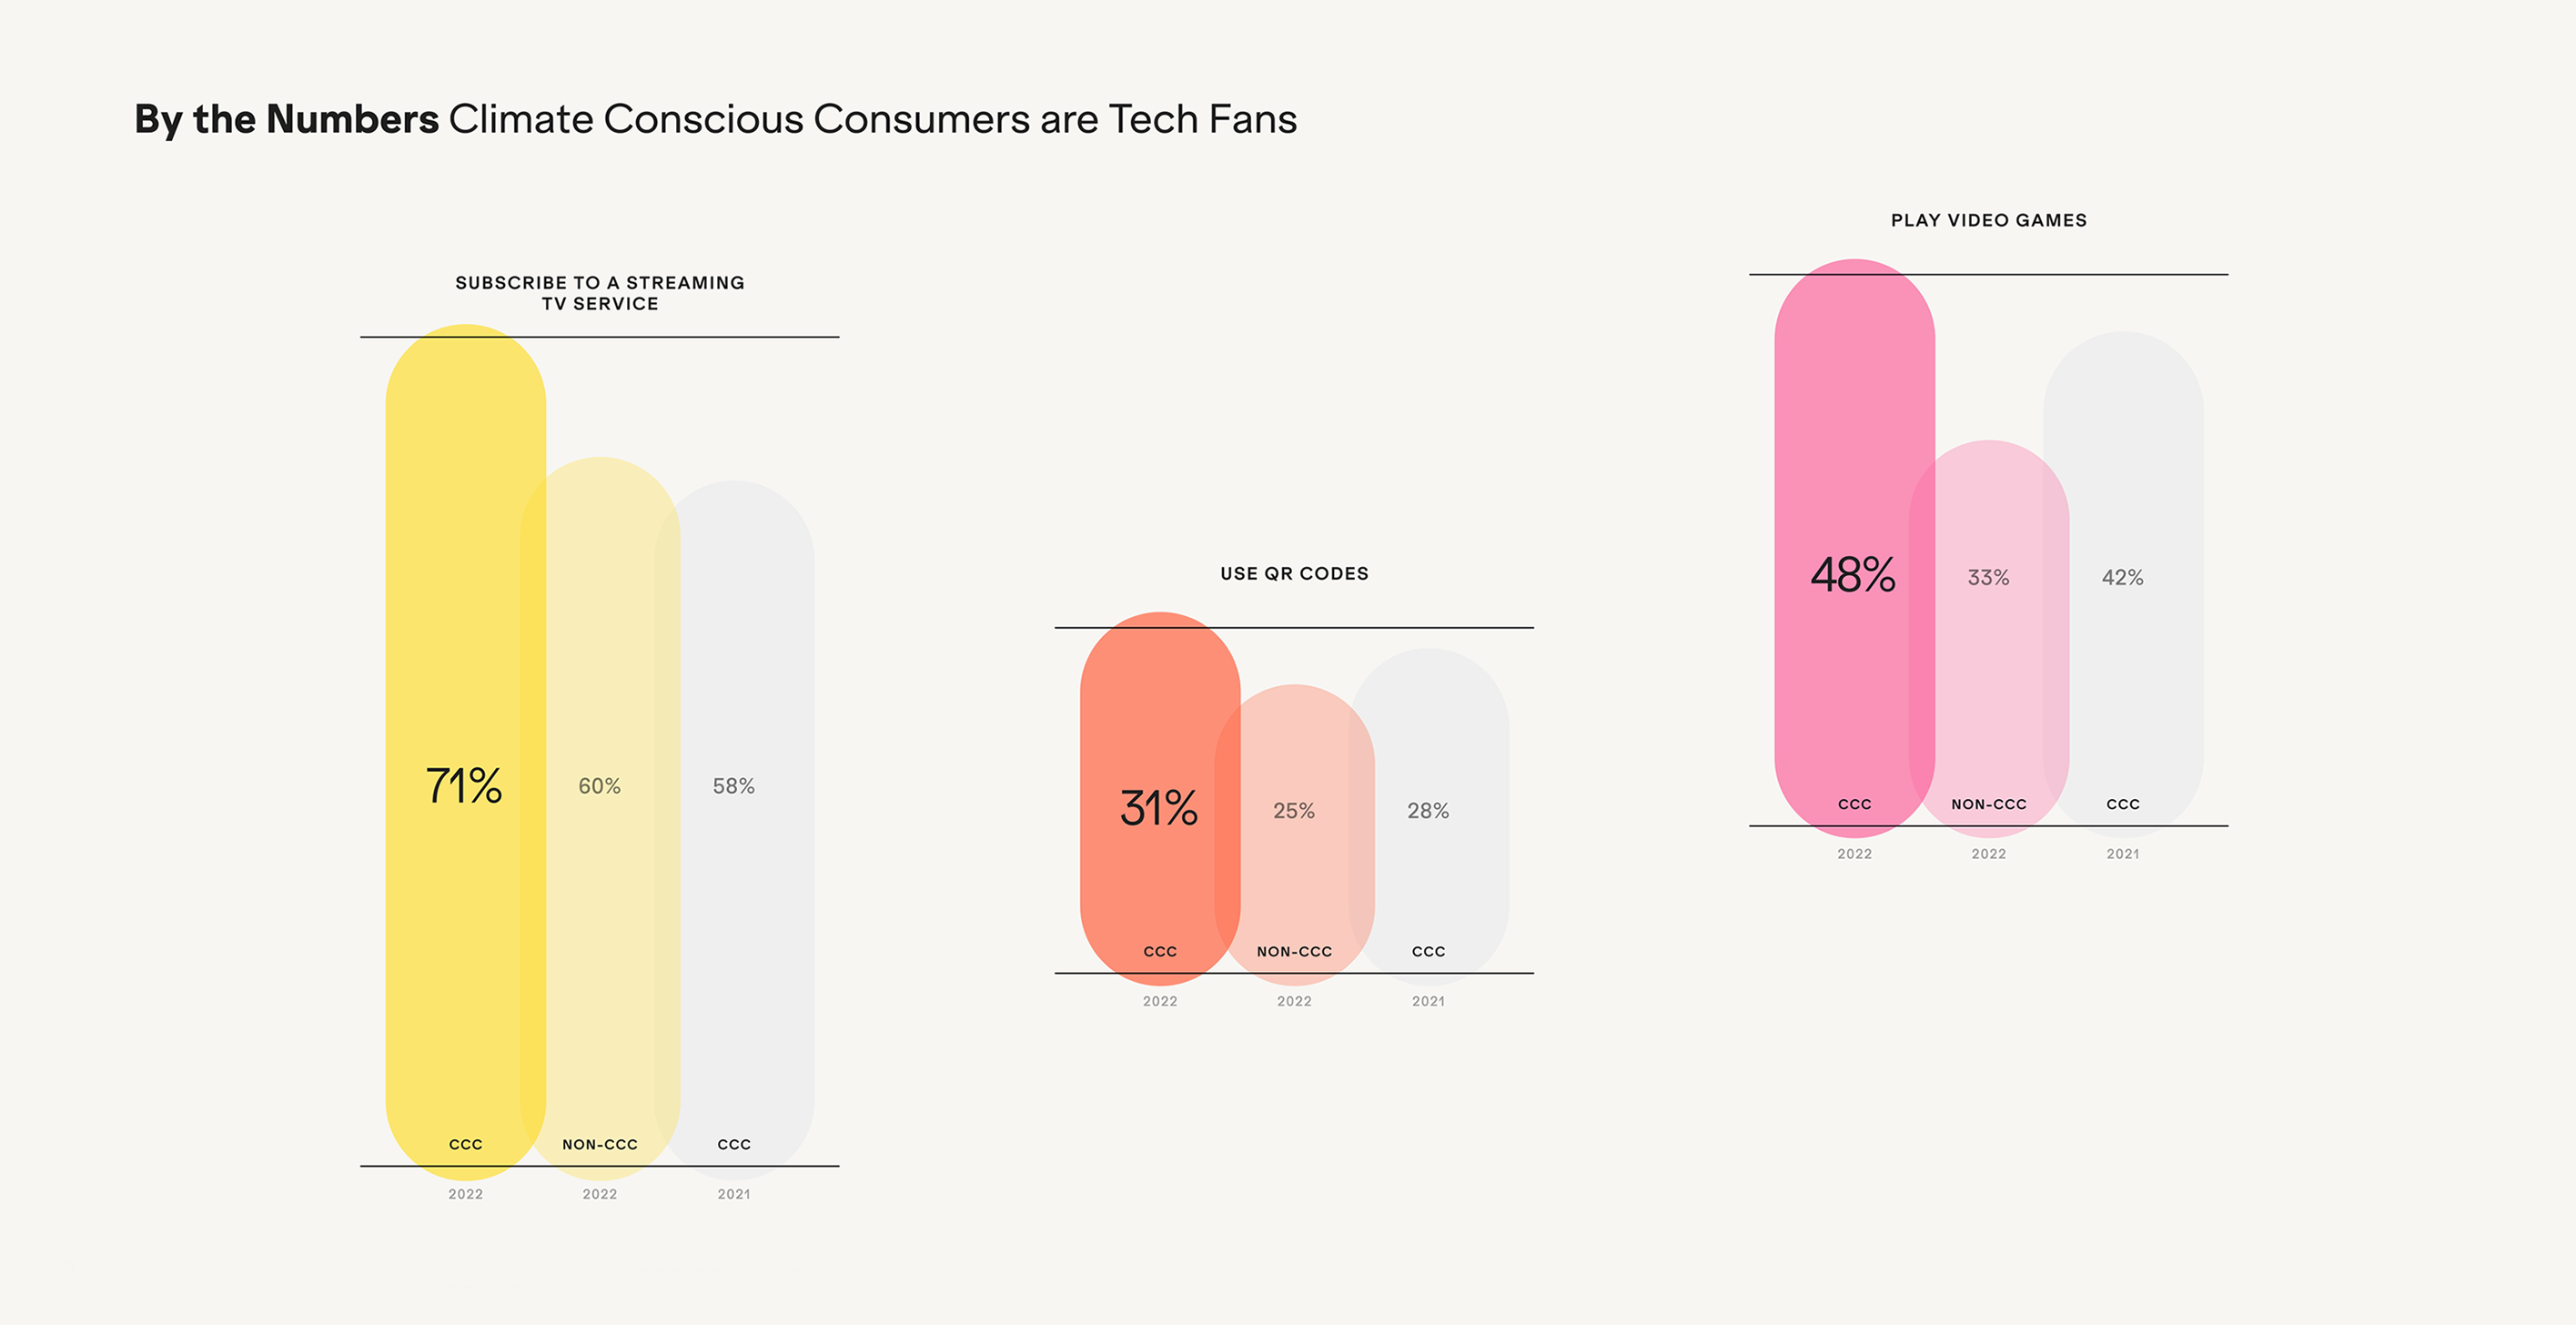 By the Numbers Climate Conscious Consumers are Tech Fans
SUBSCRIBE TO A STREAMING
TV SERVICE
71%
60%
58%
CCC
NON-CCC
CCC
2022
2022
2021
USE QR CODES
31%
25%
28%
CCC
NON-CCC
CCC
2022
2022
2021
PLAY VIDEO GAMES
48%
33%
42%
CCC
NON-CCC
CCC
2022
2022
2021